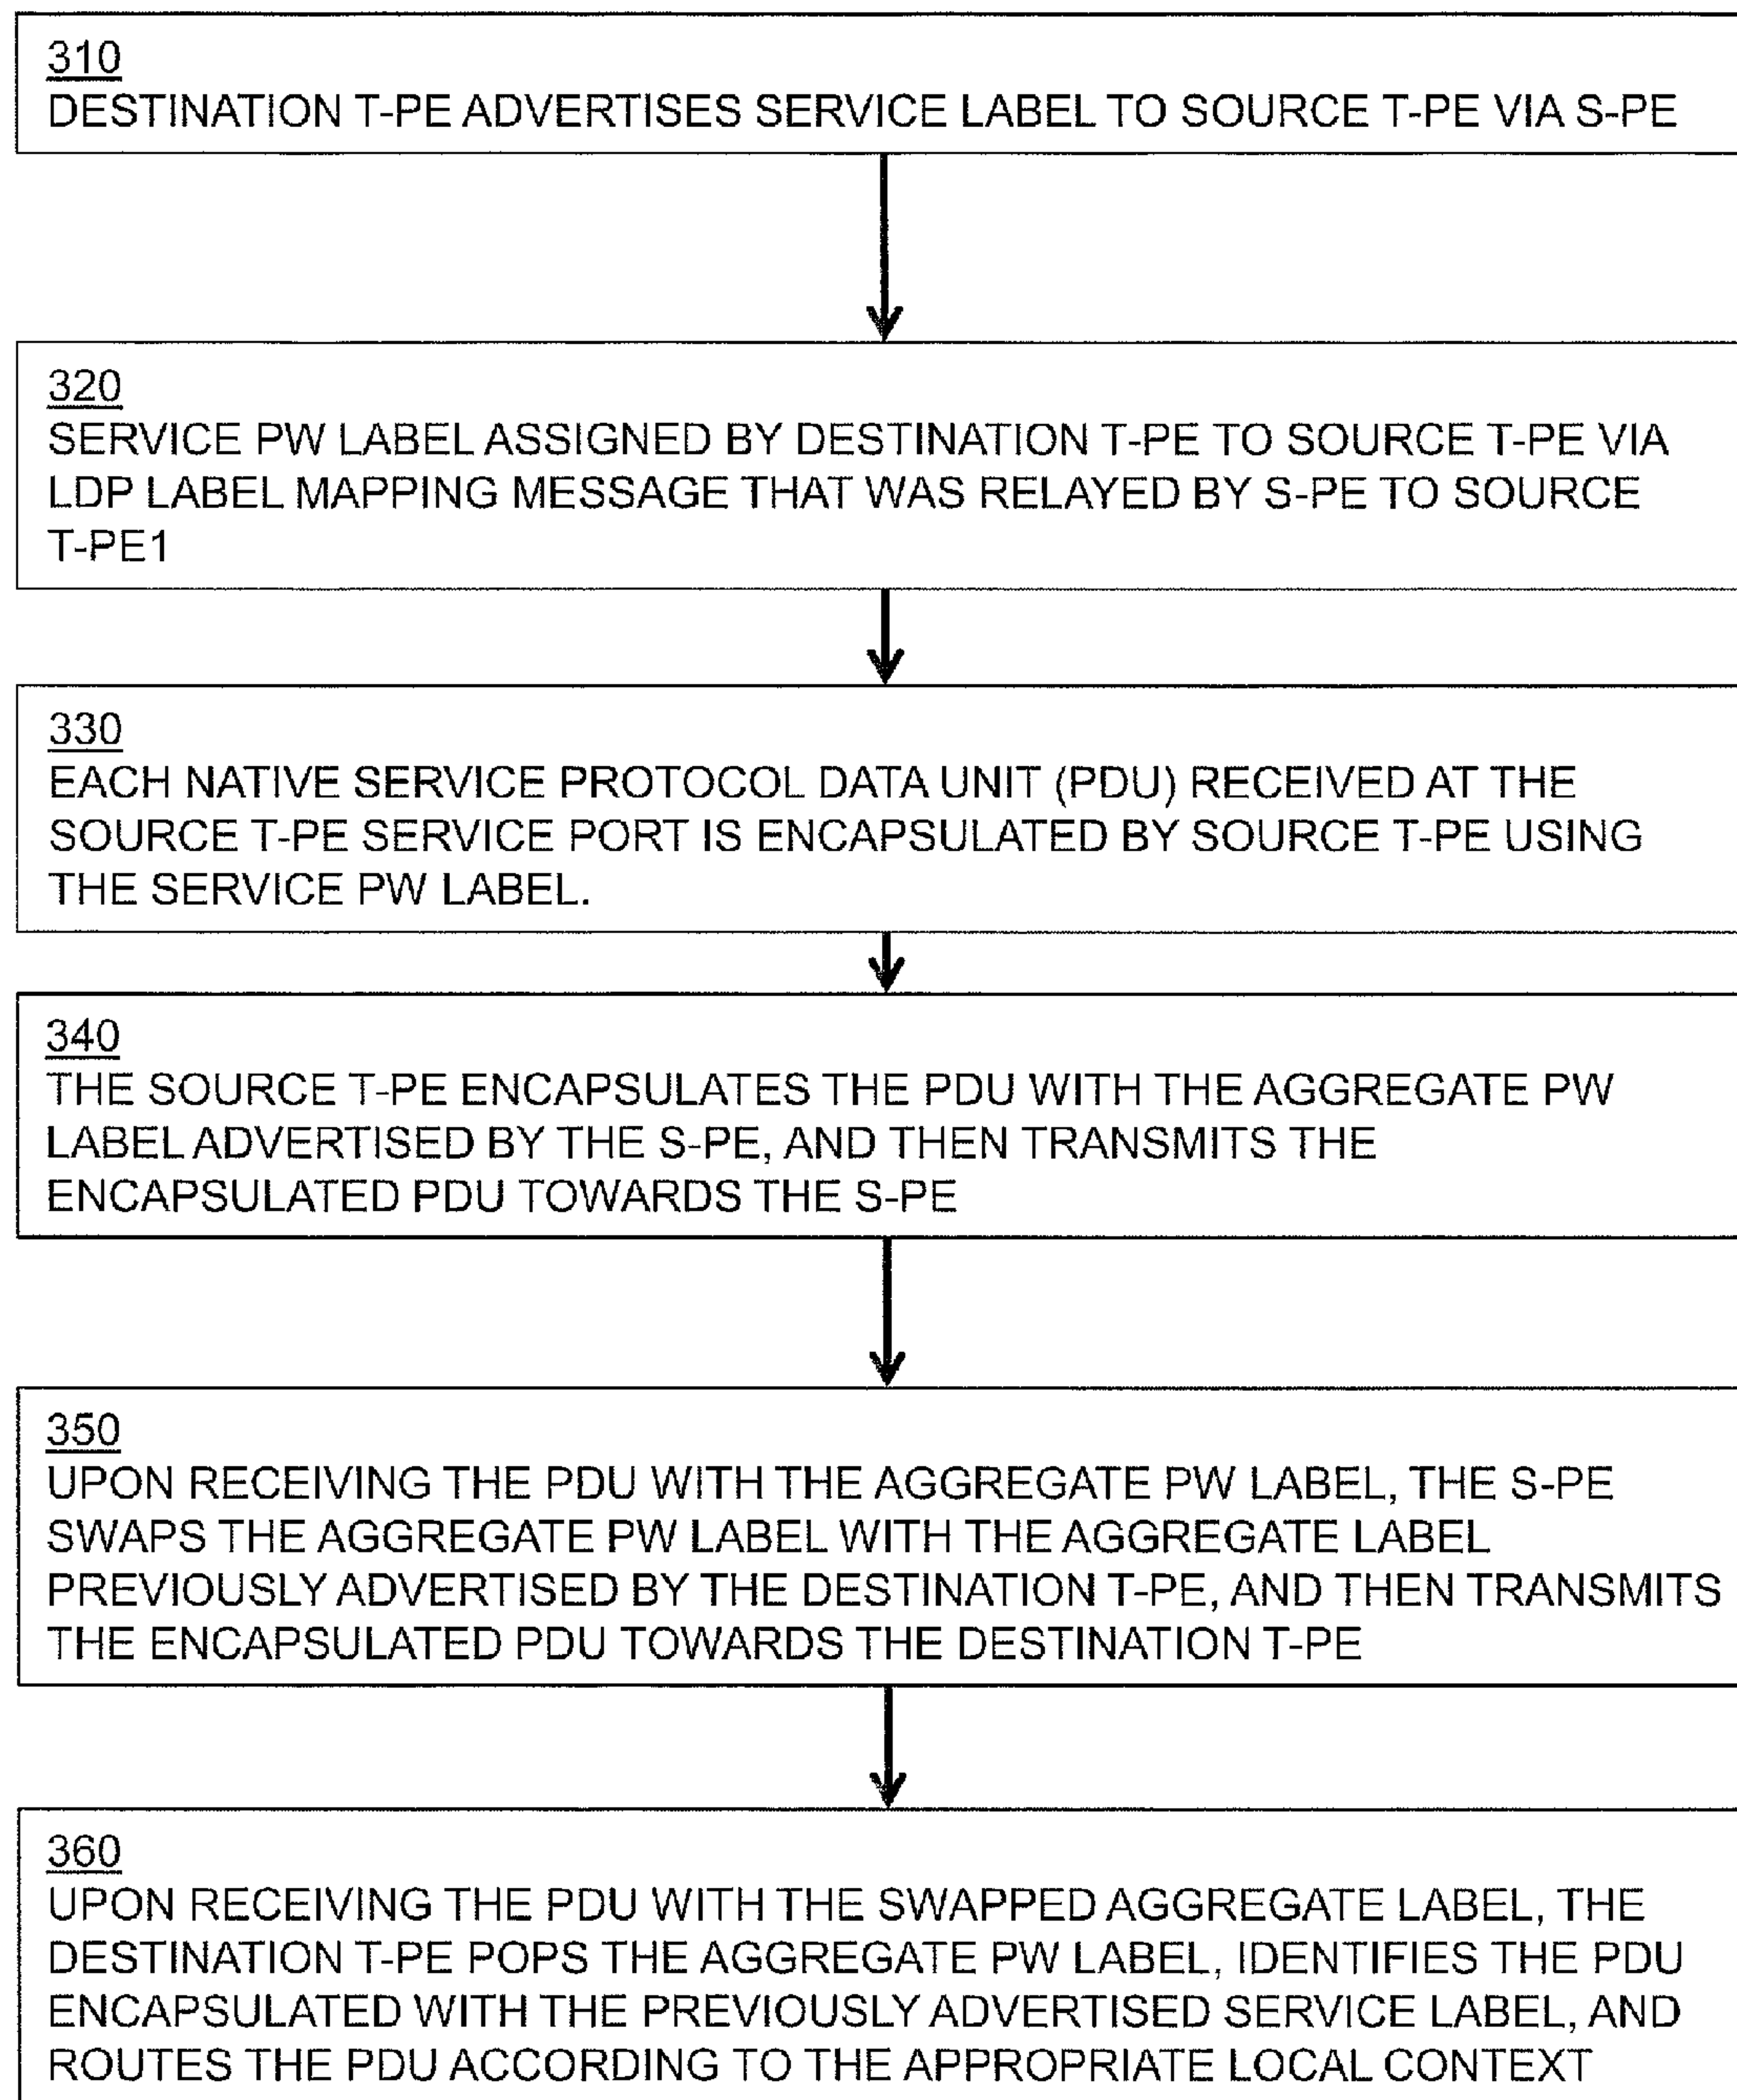 310
DESTINATION T-PE ADVERTISES SERVICE LABEL TO SOURCE T-PE VIA S-PE
320
SERVICE PW LABEL ASSIGNED BY DESTINATION T-PE TO SOURCE T-PE VIA
LDP LABEL MAPPING MESSAGE THAT WAS RELAYED BY S-PE TO SOURCE
T-PE1
330
EACH NATIVE SERVICE PROTOCOL DATA UNIT (PDU) RECEIVED AT THE
SOURCE T-PE SERVICE PORT IS ENCAPSULATED BY SOURCE T-PE USING
THE SERVICE PW LABEL.
340
THE SOURCE T-PE ENCAPSULATES THE PDU WITH THE AGGREGATE PW
LABEL ADVERTISED BY THE S-PE, AND THEN TRANSMITS THE
ENCAPSULATED PDU TOWARDS THE S-PE
350
UPON RECEIVING THE PDU WITH THE AGGREGATE PW LABEL, THE S-PE
SWAPS THE AGGREGATE PW LABEL WITH THE AGGREGATE LABEL
PREVIOUSLY ADVERTISED BY THE DESTINATION T-PE, AND THEN TRANSMITS
THE ENCAPSULATED PDU TOWARDS THE DESTINATION T-PE
360
UPON RECEIVING THE PDU WITH THE SWAPPED AGGREGATE LABEL, THE
DESTINATION T-PE POPS THE AGGREGATE PW LABEL, IDENTIFIES THE PDU
ENCAPSULATED WITH THE PREVIOUSLY ADVERTISED SERVICE LABEL, AND
ROUTES THE PDU ACCORDING TO THE APPROPRIATE LOCAL CONTEXT